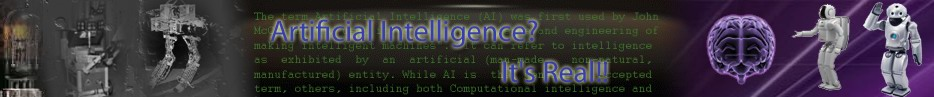 The term Artificial Intelligence (AI) was first used by John
Artificial Intelligence?
and engineering of
making intelligent machines". It can refer to intelligence
as exhibited by an artificial (man-made, non-natural,
manufactured) entity. While AI is the accepted
It's Real!!
term, others, including both Computational intelligence and